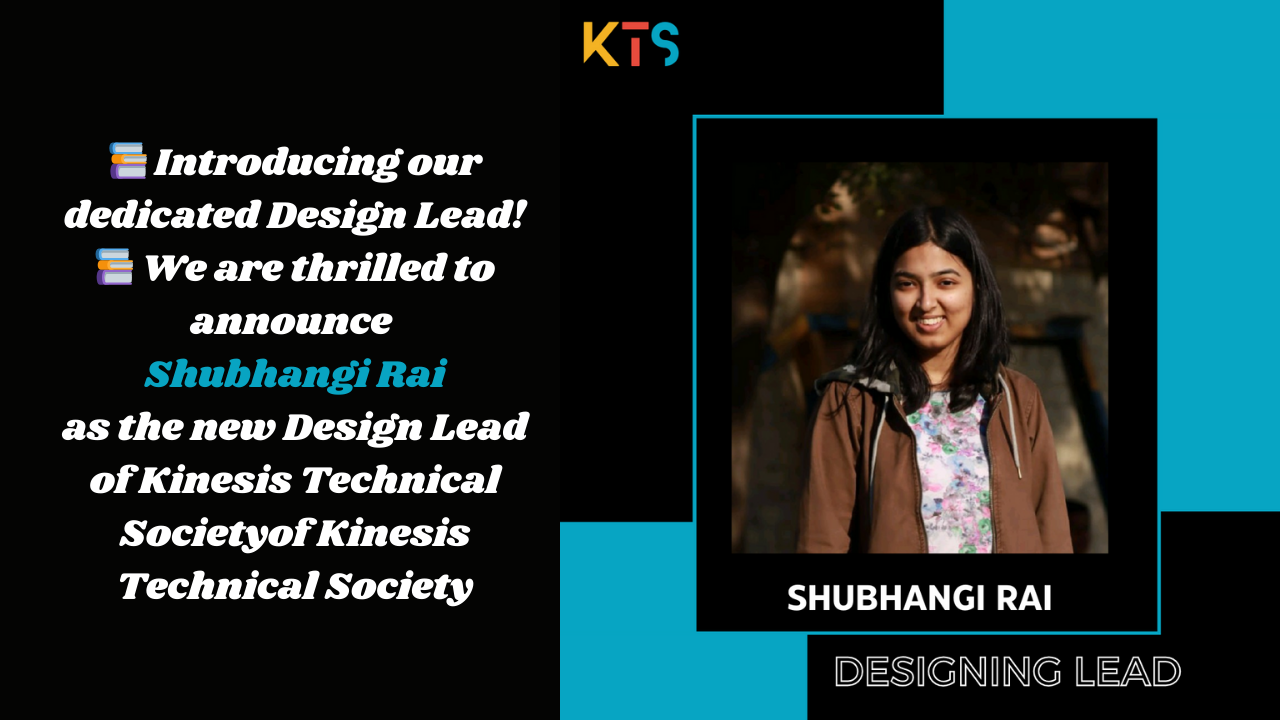 KTS
📚 Introducing our
dedicated Design Lead!
📚 We are thrilled to
announce
Shubhangi Rai
as the new Design Lead
of Kinesis Technical
Societyof Kinesis
Technical Society
SHUBHANGI RAI
DESIGNING LEAD